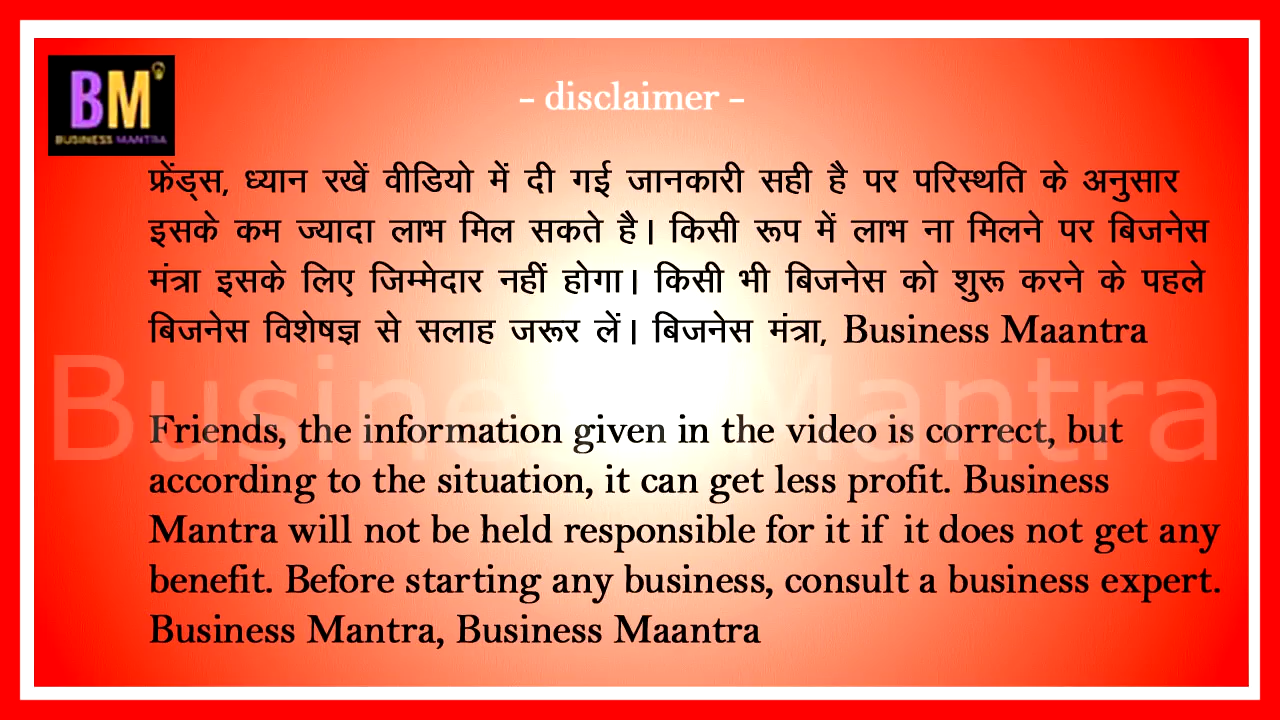 BM
BUSINESS MANTRA
- disclaimer -
फ्रेंड्स, ध्यान रखें वीडियो में दी गई जानकारी सही है पर परिस्थति के अनुसार
इसके कम ज्यादा लाभ मिल सकते है। किसी रूप में लाभ ना मिलने पर बिजनेस
मंत्रा इसके लिए जिम्मेदार नहीं होगा। किसी भी बिजनेस को शुरू करने के पहले
बिजनेस विशेषज्ञ से सलाह जरूर लें। बिजनेस मंत्रा, Business Maantra
Business Mantra
Friends, the information given in the video is correct, but
according to the situation, it can get less profit. Business
Mantra will not be held responsible for it if it does not get any
benefit. Before starting any business, consult a business expert.
Business Mantra, Business Maantra